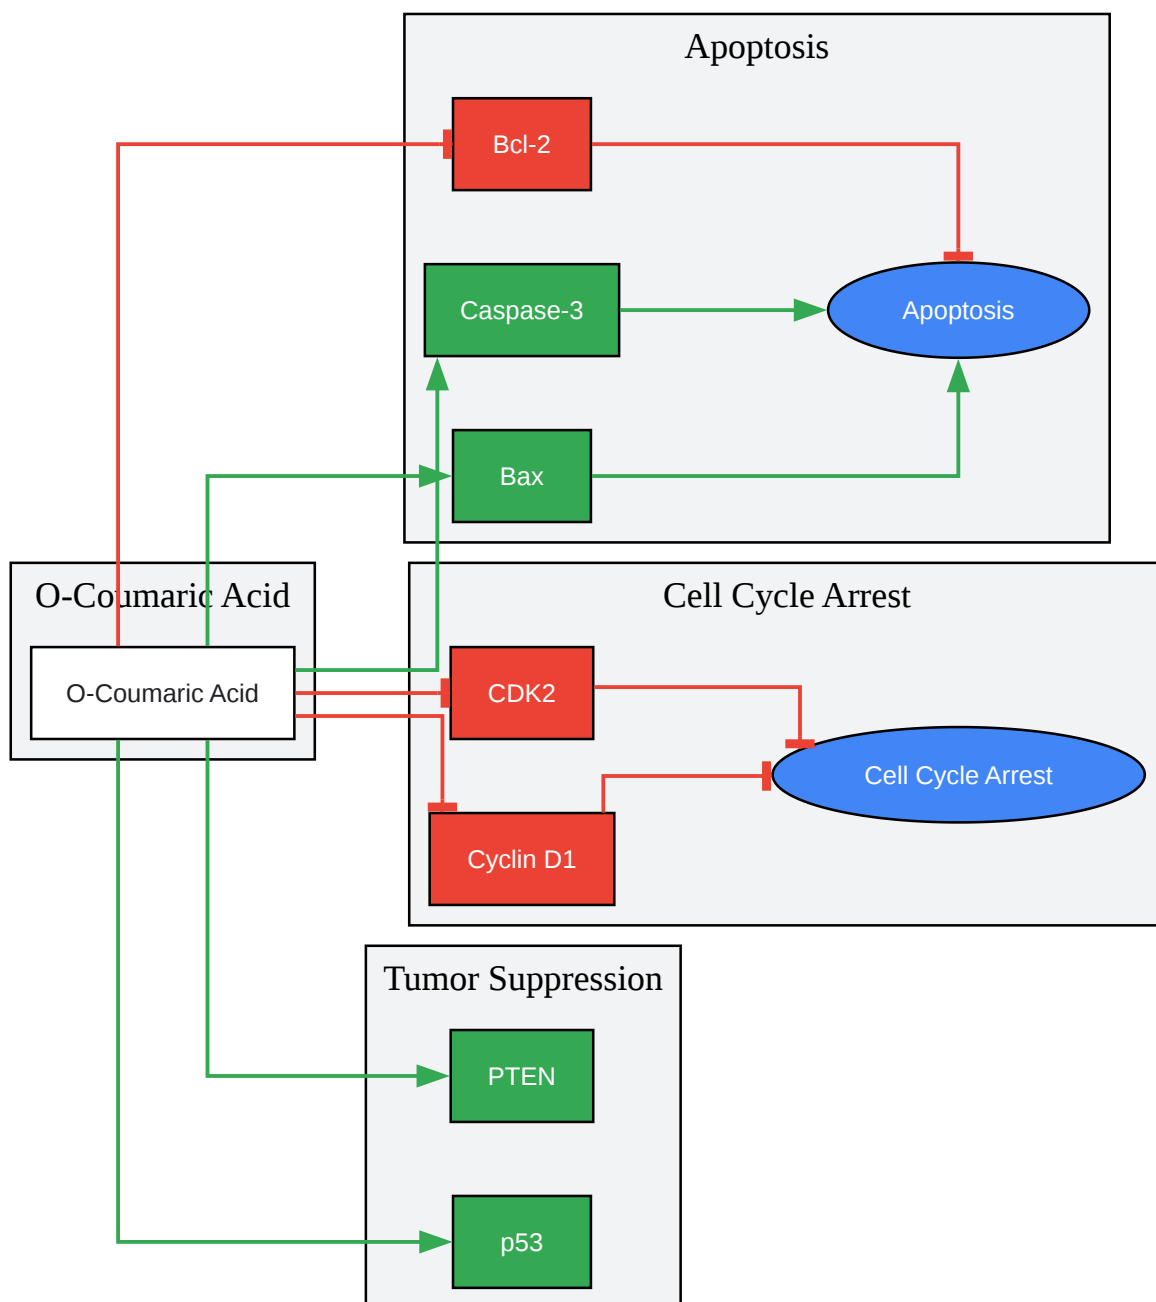 Apoptosis
Bcl-2
Caspase-3
Apoptosis
Bax
O-Coumaric Acid
O-Coumaric Acid
Cell Cycle Arrest
CDK2
Cell Cycle Arrest
Cyclin D1
Tumor Suppression
PTEN
p53